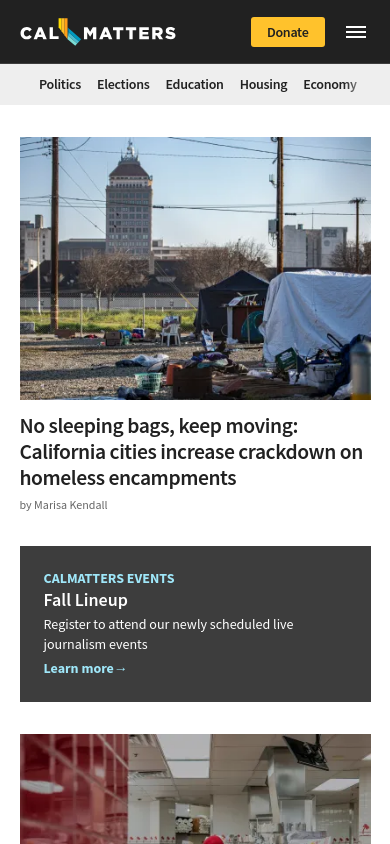 CALMATTERS
Donate
Politics Elections Education Housing Economy
No sleeping bags, keep moving:
California cities increase crackdown on
homeless encampments
by Marisa Kendall
CALMATTERS EVENTS
Fall Lineup
Register to attend our newly scheduled live
journalism events
Learn more→